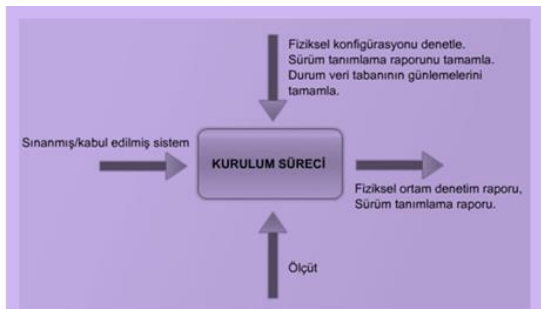 Fiziksel konfigürasyonu denetle.
Sürüm tanımlama raporunu tamamla.
Durum veri tabanının günlemelerini
tamamla.
Sınanmış/kabul edilmiş sistem
KURULUM SÜRECİ
Fiziksel ortam denetim raporu,
Sürüm tanımlama raporu.
Ölçüt